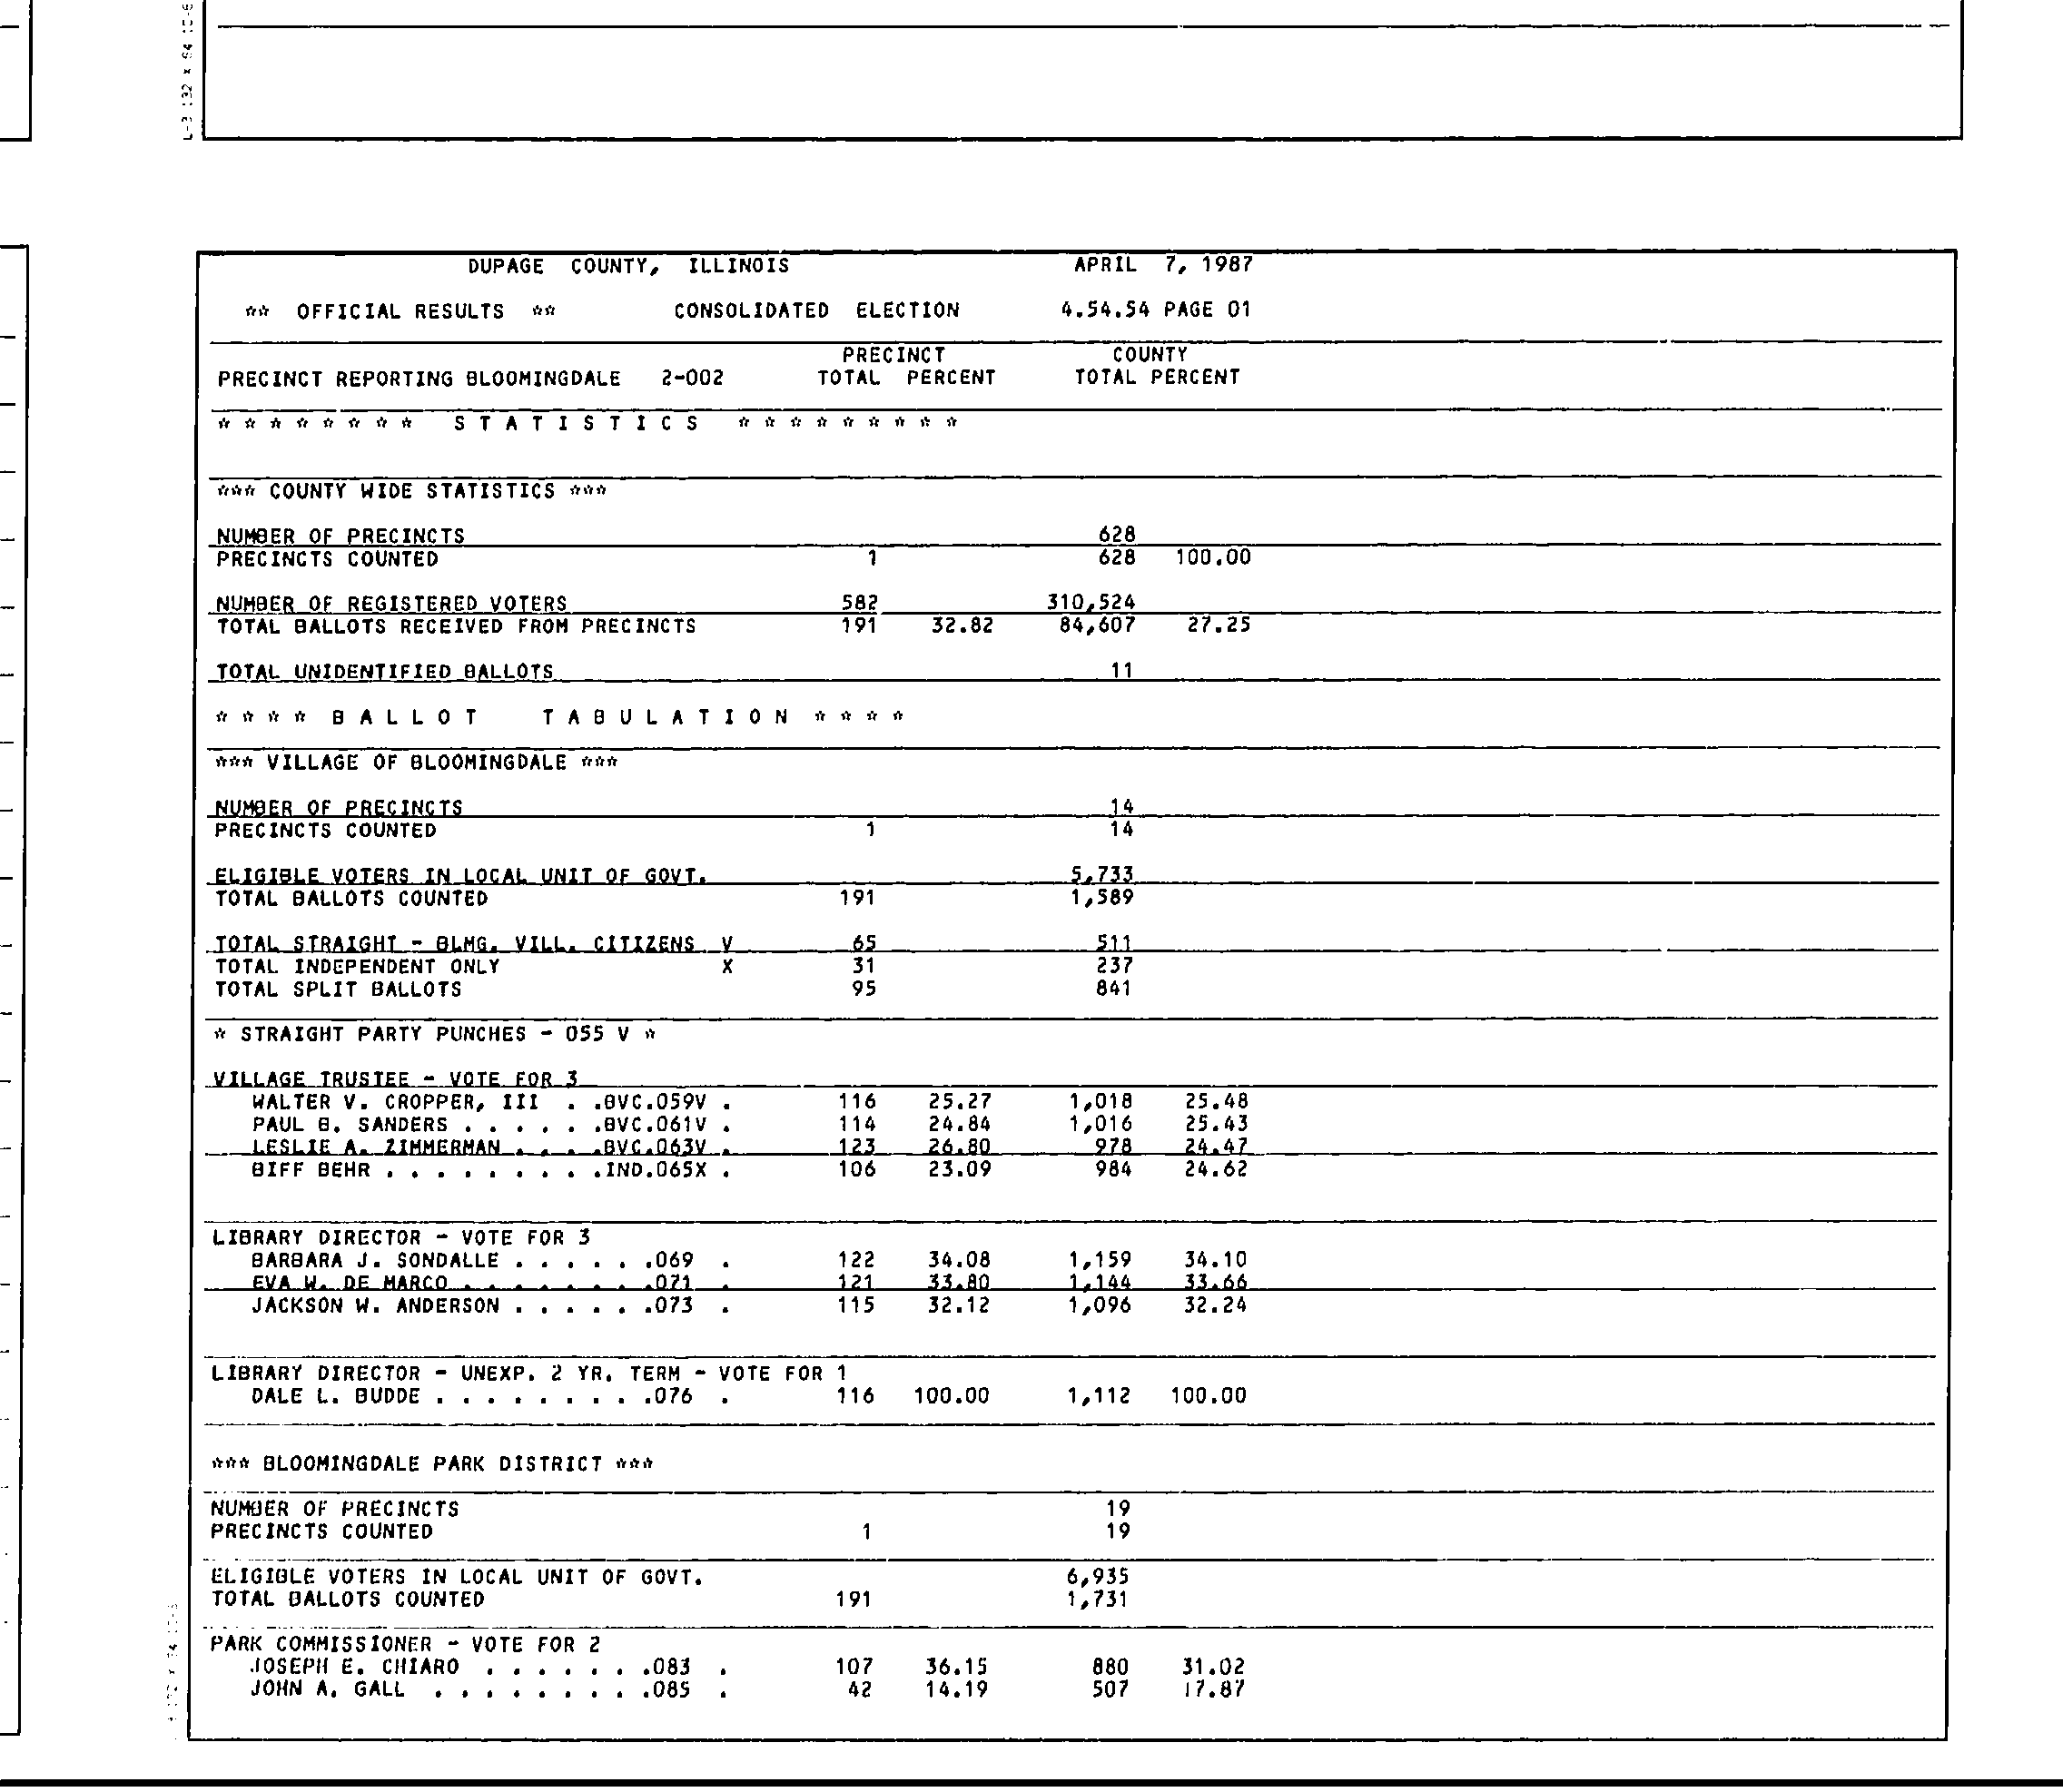 L-3 132 x 64 10-6
DUPAGE COUNTY, ILLINOIS APRIL 7, 1987
** OFFICIAL RESULTS ** CONSOLIDATED ELECTION 4.54.54 PAGE 01
PRECINCT COUNTY
PRECINCT REPORTING BLOOMINGDALE 2-002 TOTAL PERCENT TOTAL PERCENT
* * * * * * * * S T A T I S T I C S * * * * * * * * *
*** COUNTY WIDE STATISTICS ***
NUMBER OF PRECINCTS 628
PRECINCTS COUNTED 1 628 100.00
NUMBER OF REGISTERED VOTERS 582 310,524
TOTAL BALLOTS RECEIVED FROM PRECINCTS 191 32.82 84,607 27.25
TOTAL UNIDENTIFIED BALLOTS 11
* * * * B A L L O T T A B U L A T I O N * * * *
*** VILLAGE OF BLOOMINGDALE ***
NUMBER OF PRECINCTS 14
PRECINCTS COUNTED 1 14
ELIGIBLE VOTERS IN LOCAL UNIT OF GOVT. 5,733
TOTAL BALLOTS COUNTED 191 1,589
TOTAL STRAIGHT - BLMG. VILL. CITIZENS V 65 511
TOTAL INDEPENDENT ONLY X 31 237
TOTAL SPLIT BALLOTS 95 841
* STRAIGHT PARTY PUNCHES - 055 V *
VILLAGE TRUSTEE - VOTE FOR 3
WALTER V. CROPPER, III . .BVC.059V . 116 25.27 1,018 25.48
PAUL B. SANDERS . . . . . .BVC.061V . 114 24.84 1,016 25.43
LESLIE A. ZIMMERMAN . . . .BVC.063V . 123 26.80 978 24.47
BIFF BEHR . . . . . . . . .IND.065X . 106 23.09 984 24.62
LIBRARY DIRECTOR - VOTE FOR 3
BARBARA J. SONDALLE . . . . . .069 . 122 34.08 1,159 34.10
EVA W. DE MARCO . . . . . . . .071 . 121 33.80 1,144 33.66
JACKSON W. ANDERSON . . . . . .073 . 115 32.12 1,096 32.24
LIBRARY DIRECTOR - UNEXP. 2 YR. TERM - VOTE FOR 1
DALE L. BUDDE . . . . . . . . .076 . 116 100.00 1,112 100.00
*** BLOOMINGDALE PARK DISTRICT ***
NUMBER OF PRECINCTS 19
PRECINCTS COUNTED 1 19
ELIGIBLE VOTERS IN LOCAL UNIT OF GOVT. 6,935
TOTAL BALLOTS COUNTED 191 1,731
PARK COMMISSIONER - VOTE FOR 2
JOSEPH E. CHIARO . . . . . . .083 . 107 36.15 880 31.02
JOHN A. GALL . . . . . . . . .085 . 42 14.19 507 17.87